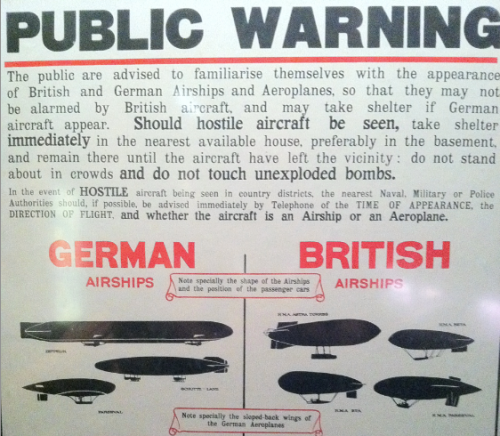 PUBLIC WARNING
The public are advised to familiarise themselves with the appearance
of British and German Airships and Aeroplanes, so that they may not
be alarmed by British aircraft, and may take shelter if German
aircraft appear. Should hostile aircraft be seen, take shelter
immediately in the nearest available house, preferably in the basement,
and remain there until the aircraft have left the vicinity: do not stand
about in crowds and do not touch unexploded bombs.
In the event of HOSTILE aircraft being seen in country districts, the nearest Naval, Military or Police
Authorities should, if possible, be advised immediately by Telephone of the TIME OF APPEARANCE, the
DIRECTION OF FLIGHT, and whether the aircraft is an Airship or an Aeroplane.
GERMAN
BRITISH
AIRSHIPS
Note specially the shape of the Airships
and the position of the passenger cars
AIRSHIPS
H.M.A. BETA
ZEPPELIN
SCHUTTE-LANZ
PARSEVAL
H.M.A. ETA
H.M.A. PARSEVAL
Note specially the sloped-back wings of
the German Aeroplanes